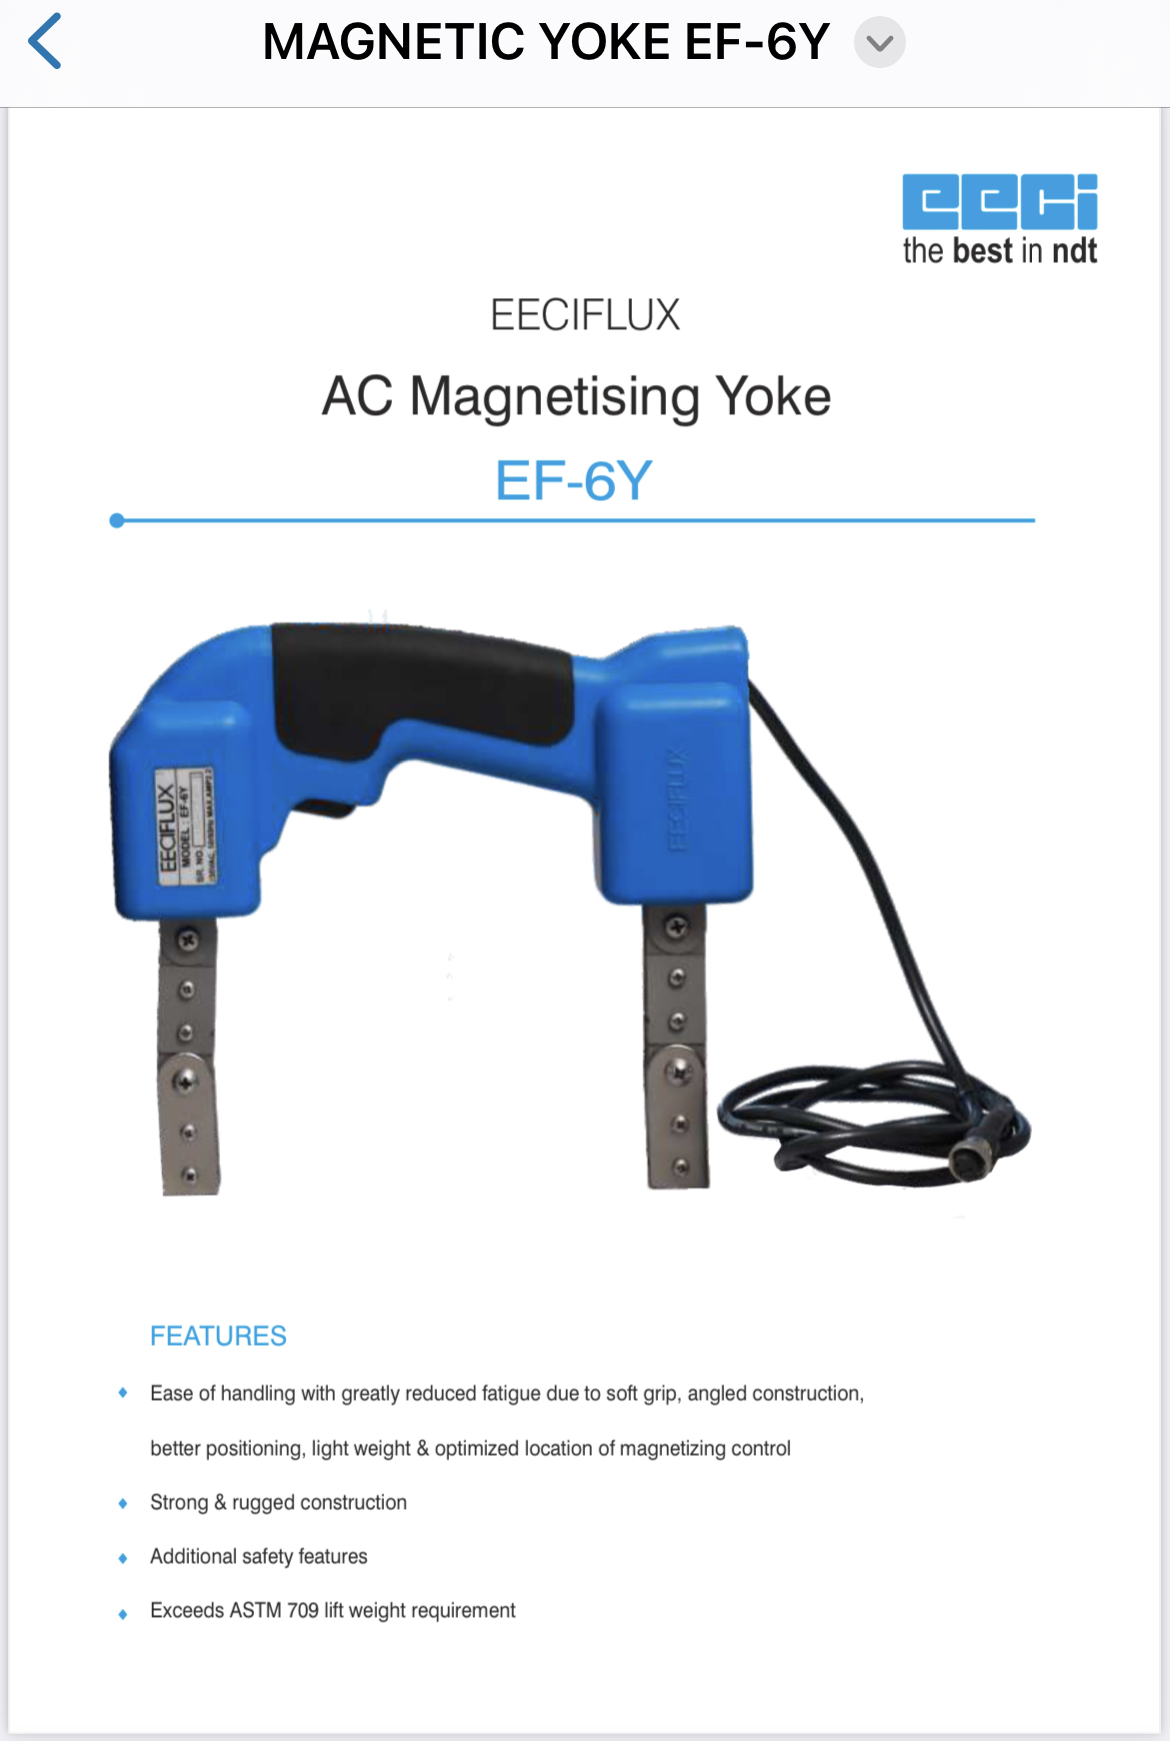 MAGNETIC YOKE EF-6Y
eeci
the best in ndt
EECIFLUX
AC Magnetising Yoke
EF-6Y
EECIFLUX
MODEL : EF-6Y
SR. NO.
EECIFLUX
FEATURES
Ease of handling with greatly reduced fatigue due to soft grip, angled construction,
better positioning, light weight & optimized location of magnetizing control
Strong & rugged construction
Additional safety features
Exceeds ASTM 709 lift weight requirement